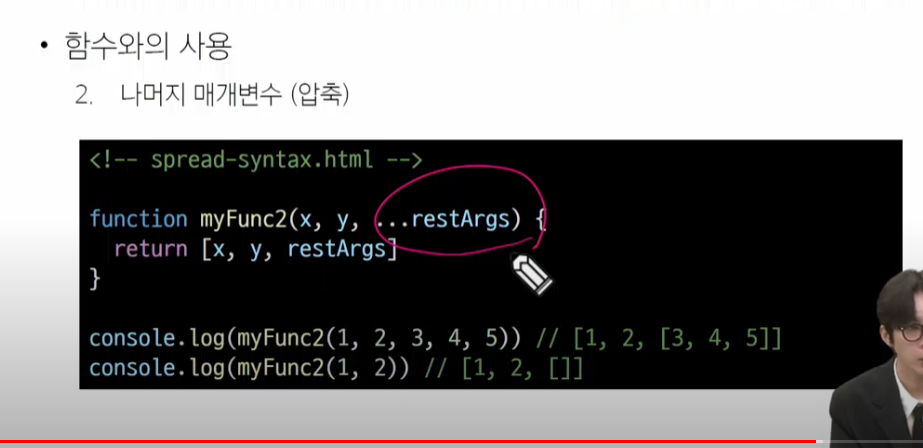 • 함수와의 사용
2. 나머지 매개변수 (압축)
<!-- spread-syntax.html -->
function myFunc2(x, y, ...restArgs) {
  return [x, y, restArgs]
}
console.log(myFunc2(1, 2, 3, 4, 5)) // [1, 2, [3, 4, 5]]
console.log(myFunc2(1, 2)) // [1, 2, []]